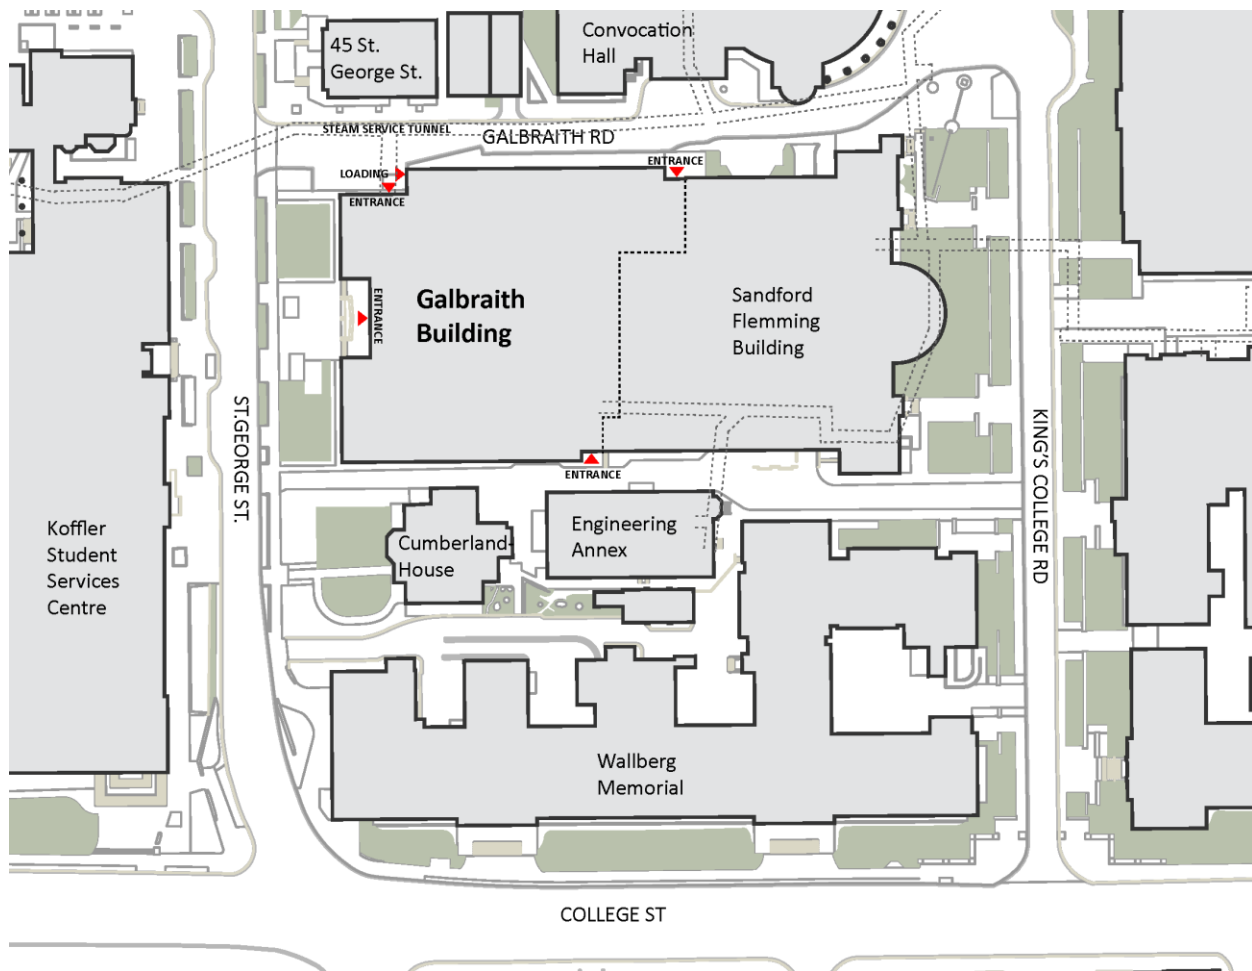 45 St.
George St.
Convocation
Hall
STEAM SERVICE TUNNEL
GALBRAITH RD
LOADING
ENTRANCE
ENTRANCE
ENTRANCE
Galbraith
Building
Sandford
Flemming
Building
ST.GEORGE ST.
KING'S COLLEGE RD
ENTRANCE
Koffler
Student
Services
Centre
Cumberland-
House
Engineering
Annex
Wallberg
Memorial
COLLEGE ST